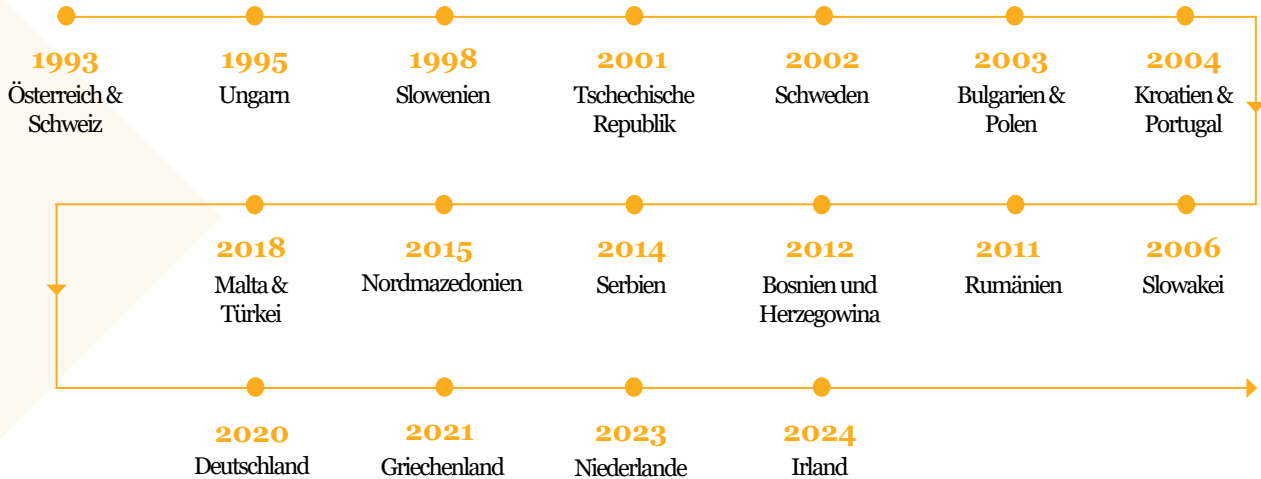 1993
Österreich &
Schweiz
1995
Ungarn
1998
Slowenien
2001
Tschechische
Republik
2002
Schweden
2003
Bulgarien &
Polen
2004
Kroatien &
Portugal
2006
Slowakei
2011
Rumänien
2012
Bosnien und
Herzegowina
2014
Serbien
2015
Nordmazedonien
2018
Malta &
Türkei
2020
Deutschland
2021
Griechenland
2023
Niederlande
2024
Irland